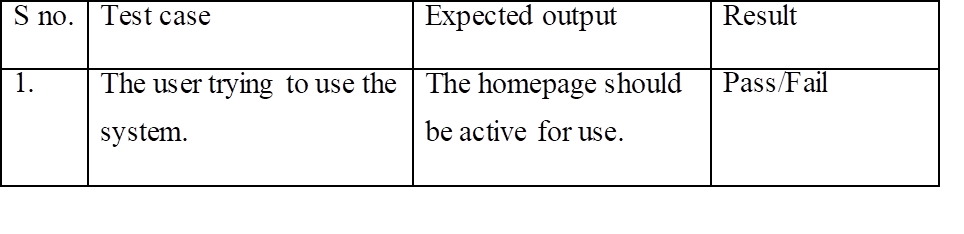 S no. Test case Expected output Result
1. The user trying to use the The homepage should Pass/Fail
system. be active for use.